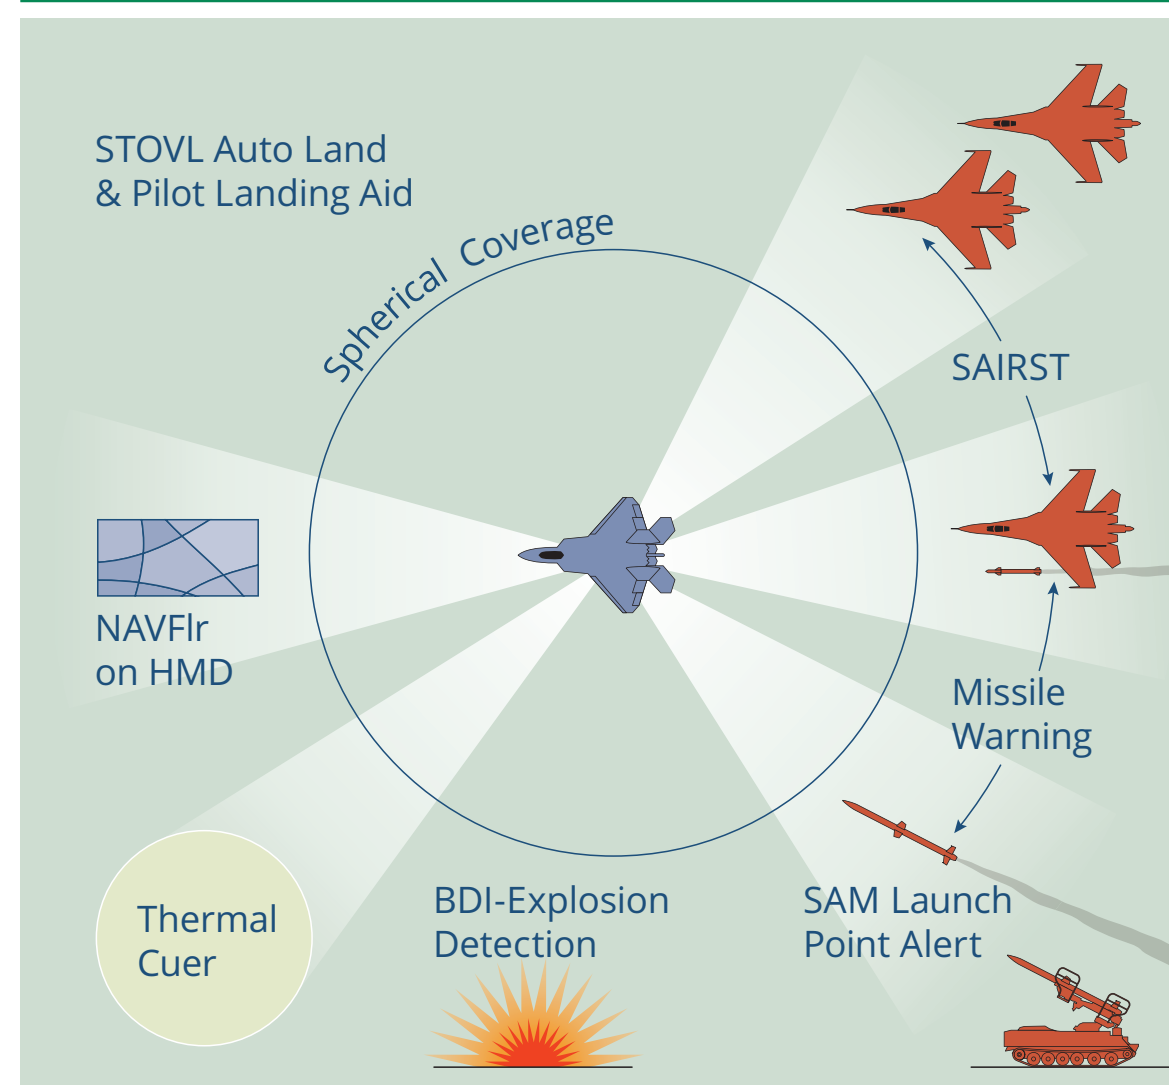 STOVL Auto Land
& Pilot Landing Aid
Spherical Coverage
SAIRST
NAVFlr
on HMD
Missile
Warning
Thermal
Cuer
BDI-Explosion
Detection
SAM Launch
Point Alert